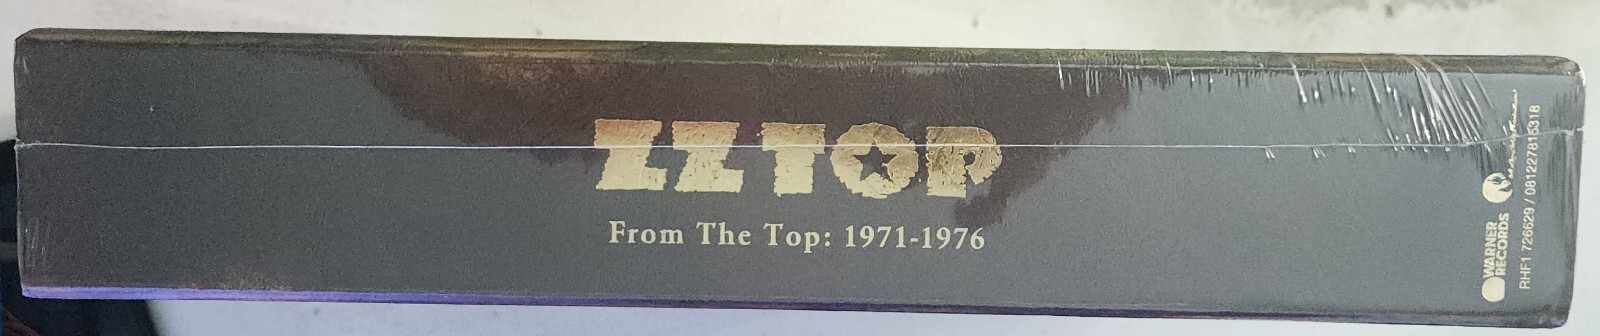 ZZ TOP
From The Top: 1971-1976
WARNER
RECORDS
RHF1 726629 / 081227815318